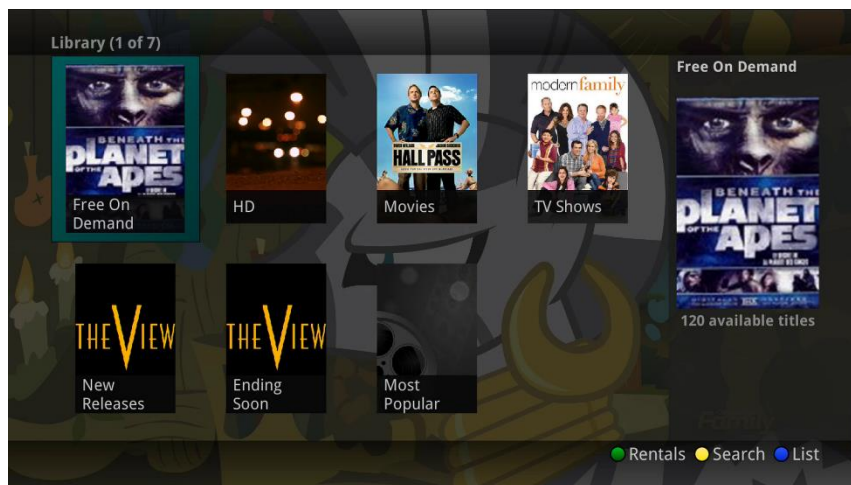 Library (1 of 7)
Free On Demand
BENEATH THE
PLANET
OF THE
APES
Free On
Demand
HD
HALL PASS
Movies
modern family
TV Shows
BENEATH THE
PLANET
OF THE
APES
120 available titles
THE VIEW
New
Releases
THE VIEW
Ending
Soon
Most
Popular
Family
Rentals
Search
List